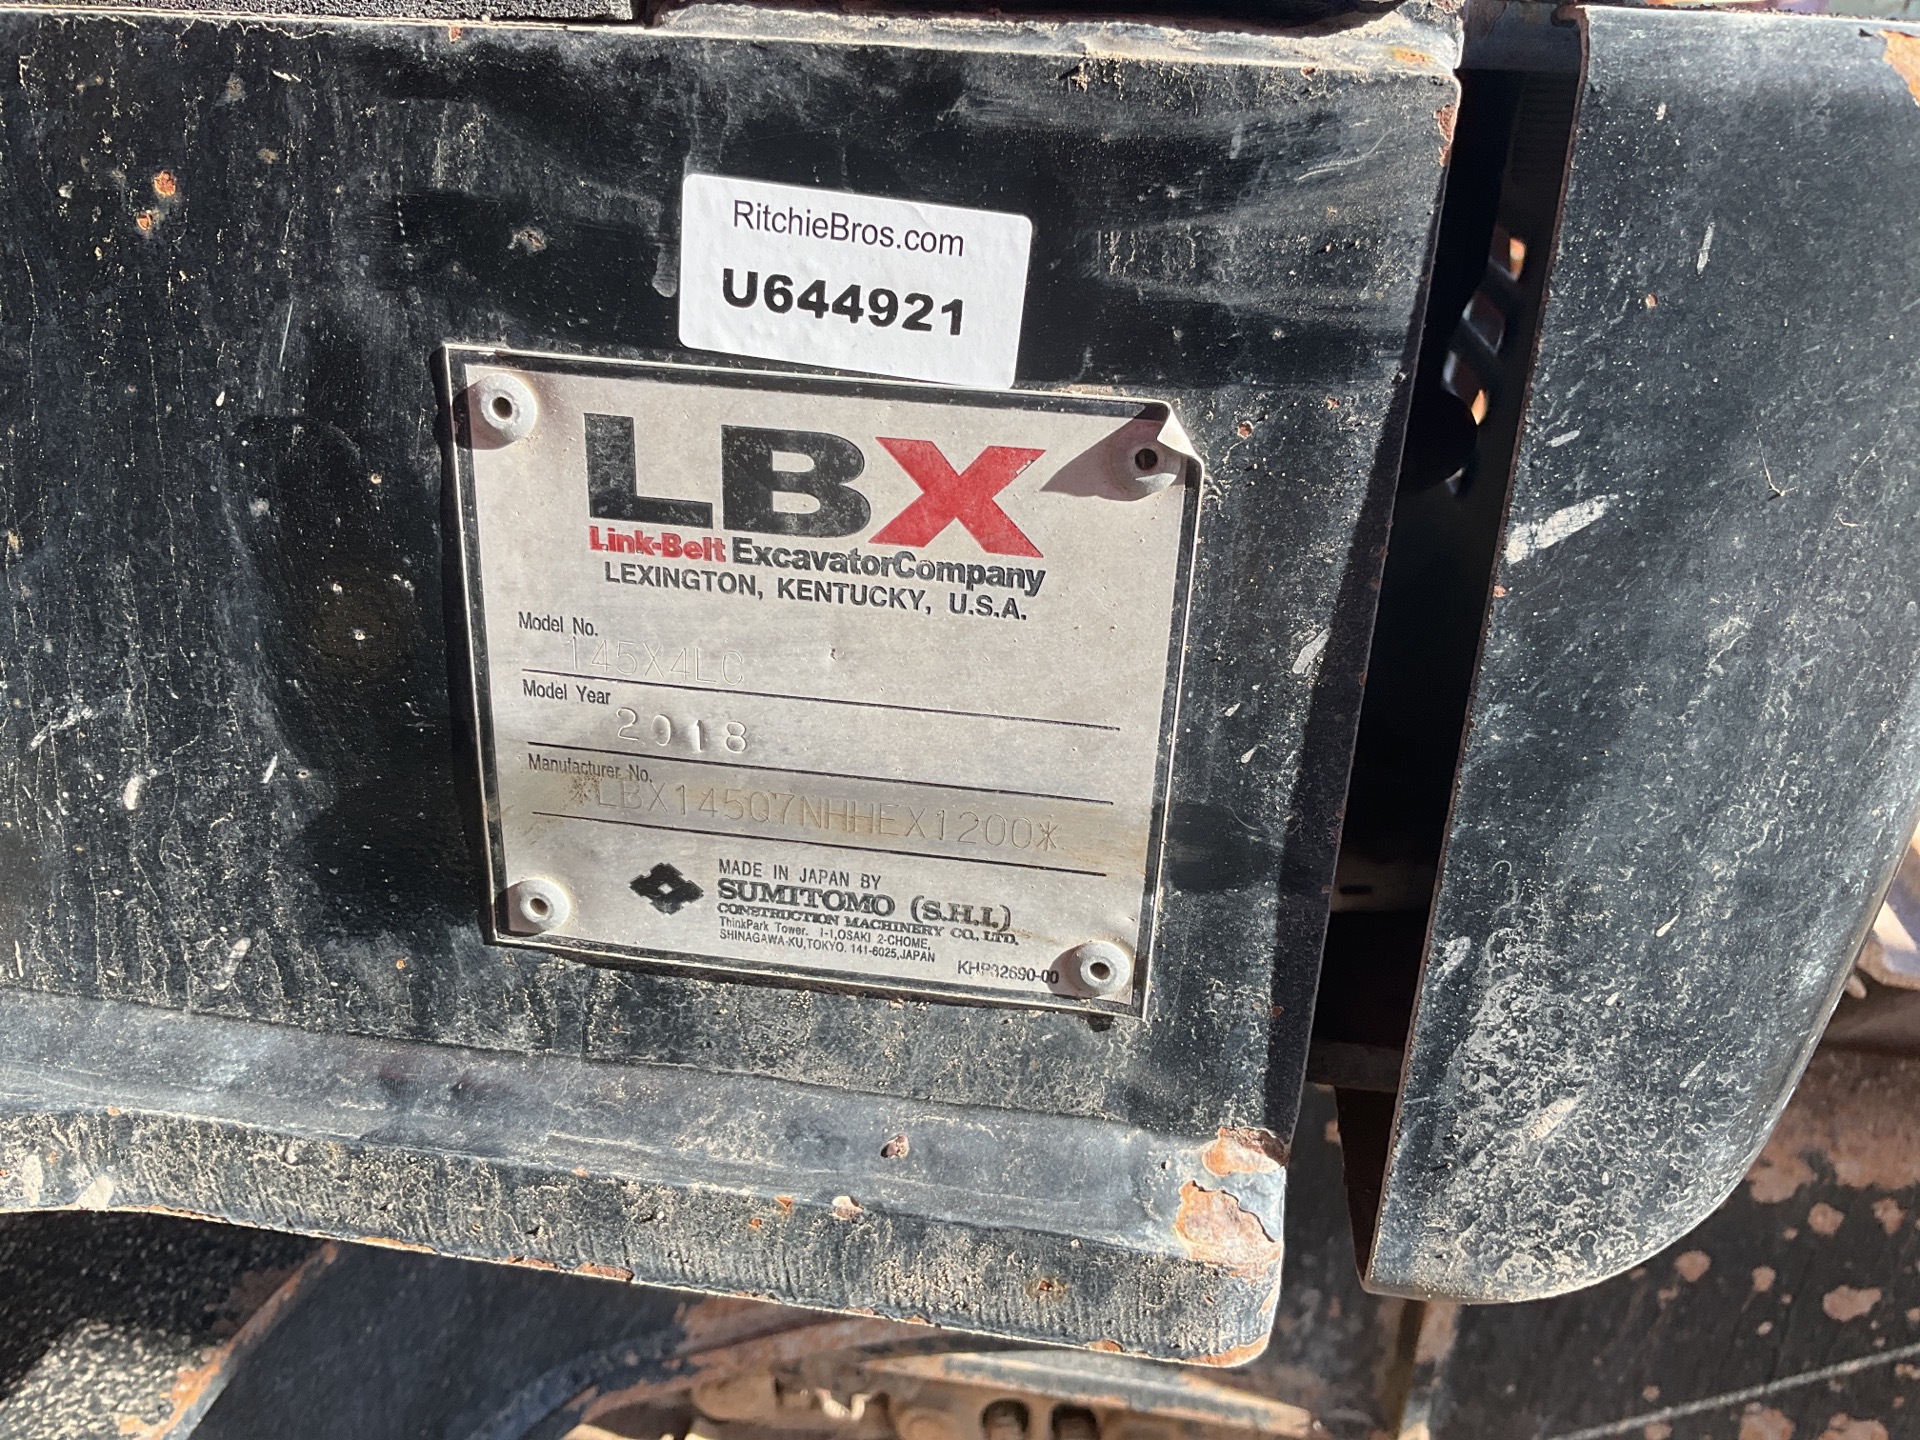 RitchieBros.com
U644921
LBX
Link-Belt ExcavatorCompany
LEXINGTON, KENTUCKY, U.S.A.
Model No.
145X4LC
Model Year
2018
Manufacturer No.
*LBX145Q7NHHEX1200*
MADE IN JAPAN BY
SUMITOMO (S.H.I.)
CONSTRUCTION MACHINERY CO., LTD.
ThinkPark Tower. 1-1,OSAKI 2-CHOME,
SHINAGAWA-KU,TOKYO. 141-6025,JAPAN
KHP32690-00